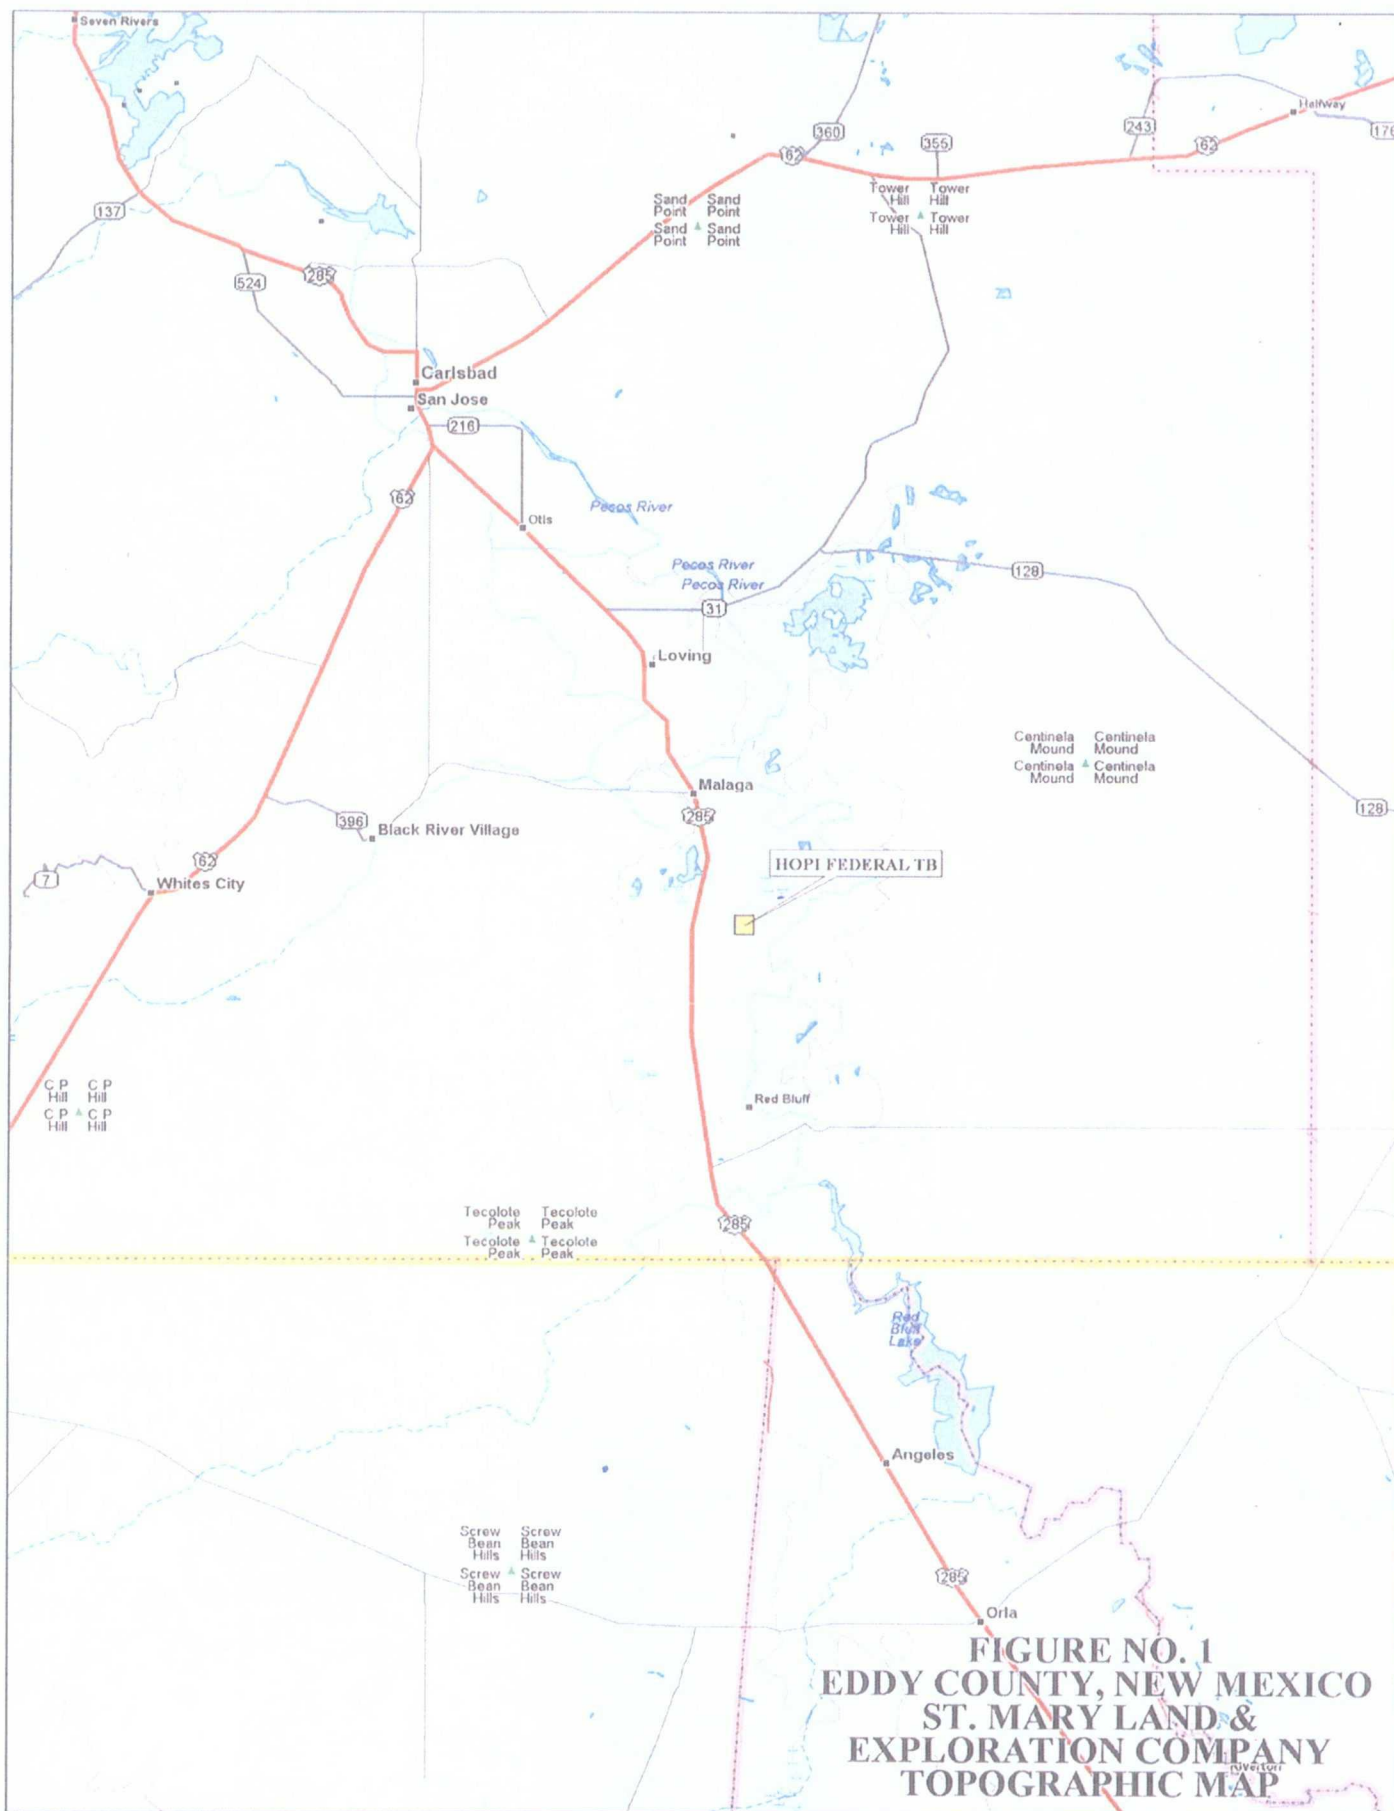 Seven Rivers
Halfway
360
355
243
62
176
62
Tower Tower
Hill Hill
Tower Tower
Hill Hill
Sand Sand
Point Point
Sand Sand
Point Point
137
524
285
Carlsbad
San Jose
216
62
Pecos River
Otis
Pecos River
Pecos River
128
31
Loving
Centinela Centinela
Mound Mound
Centinela Centinela
Mound Mound
Malaga
285
128
396
Black River Village
62
HOPI FEDERAL TB
7
Whites City
C P C P
Hill Hill
C P C P
Hill Hill
Red Bluff
Tecolote Tecolote
Peak Peak
Tecolote Tecolote
Peak Peak
285
Red
Bluff
Lake
Angeles
Screw Screw
Bean Bean
Hills Hills
Screw Screw
Bean Bean
Hills Hills
285
Orla
FIGURE NO. 1
EDDY COUNTY, NEW MEXICO
ST. MARY LAND &
EXPLORATION COMPANY
Riverton
TOPOGRAPHIC MAP